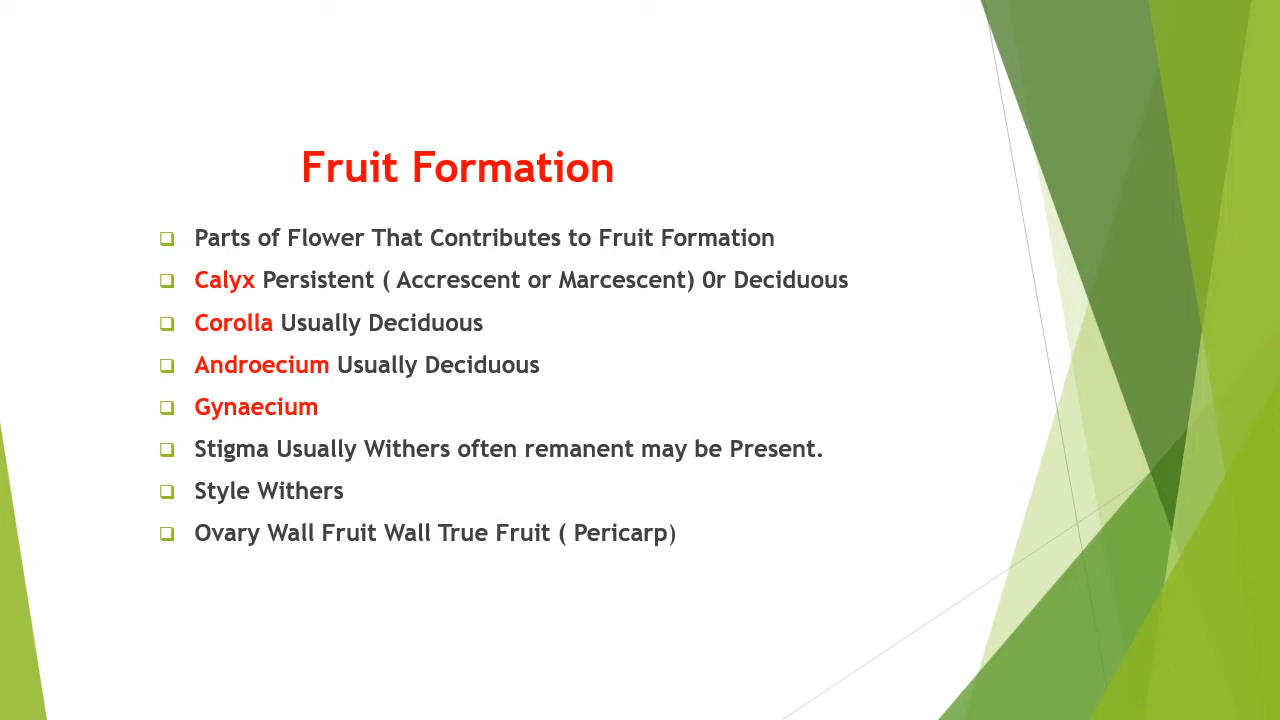 Fruit Formation
Parts of Flower That Contributes to Fruit Formation
Calyx Persistent ( Accrescent or Marcescent) 0r Deciduous
Corolla Usually Deciduous
Androecium Usually Deciduous
Gynaecium
Stigma Usually Withers often remanent may be Present.
Style Withers
Ovary Wall Fruit Wall True Fruit ( Pericarp)